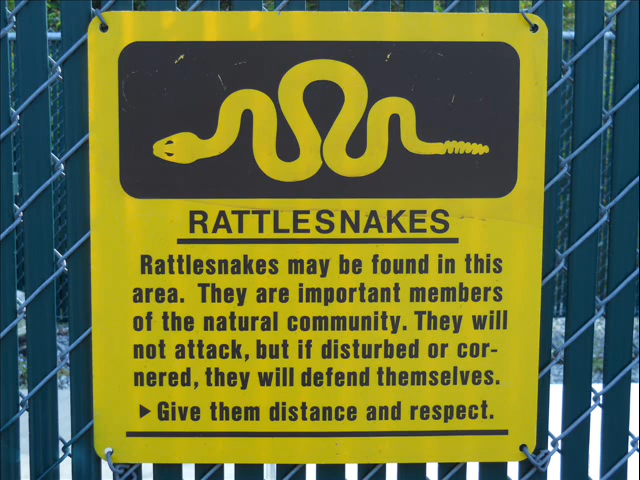 RATTLESNAKES
Rattlesnakes may be found in this
area. They are important members
of the natural community. They will
not attack, but if disturbed or cor-
nered, they will defend themselves.
▶ Give them distance and respect.